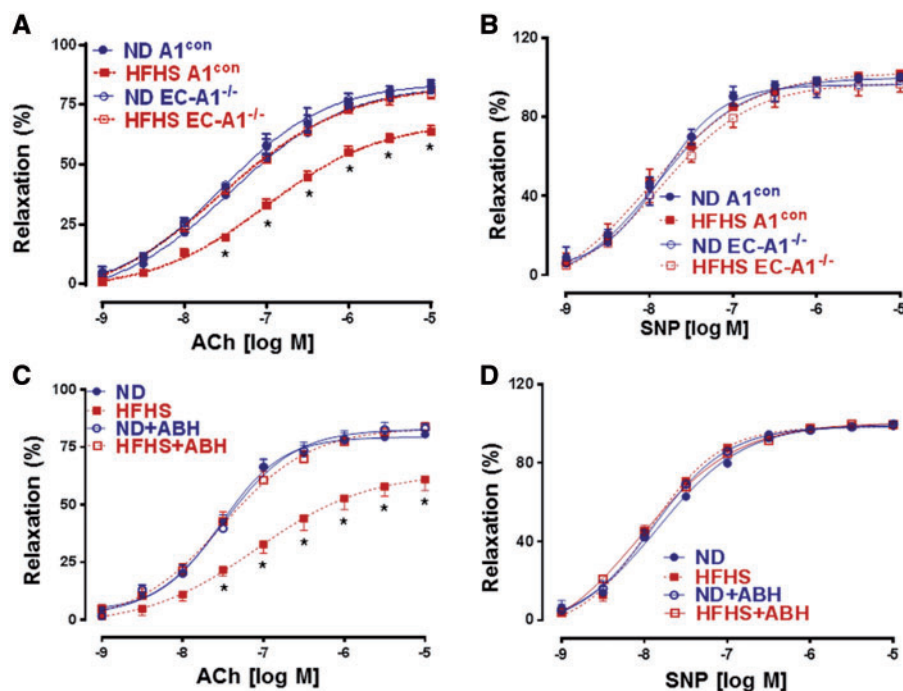 A
100
75
50
25
0
Relaxation (%)
ND A1con
HFHS A1con
ND EC-A1-/-
HFHS EC-A1-/-
* * * * * *
-9 -8 -7 -6 -5
ACh [log M]
B
120
80
40
0
Relaxation (%)
ND A1con
HFHS A1con
ND EC-A1-/-
HFHS EC-A1-/-
-9 -8 -7 -6 -5
SNP [log M]
C
100
75
50
25
0
Relaxation (%)
ND
HFHS
ND+ABH
HFHS+ABH
* * * * * *
-9 -8 -7 -6 -5
ACh [log M]
D
120
80
40
0
Relaxation (%)
ND
HFHS
ND+ABH
HFHS+ABH
-9 -8 -7 -6 -5
SNP [log M]